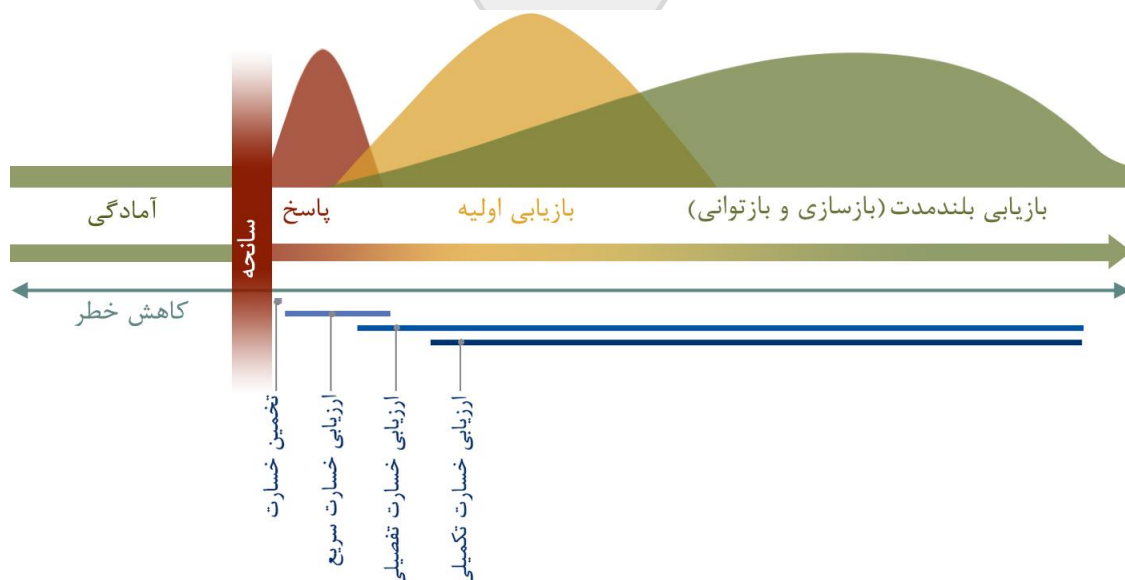 آمادگی
سانحه
پاسخ
بازیابی اولیه
بازیابی بلندمدت (بازسازی و بازتوانی)
کاهش خطر
تخمین خسارت
ارزیابی خسارت سریع
ارزیابی خسارت تفصیلی
ارزیابی خسارت تکمیلی